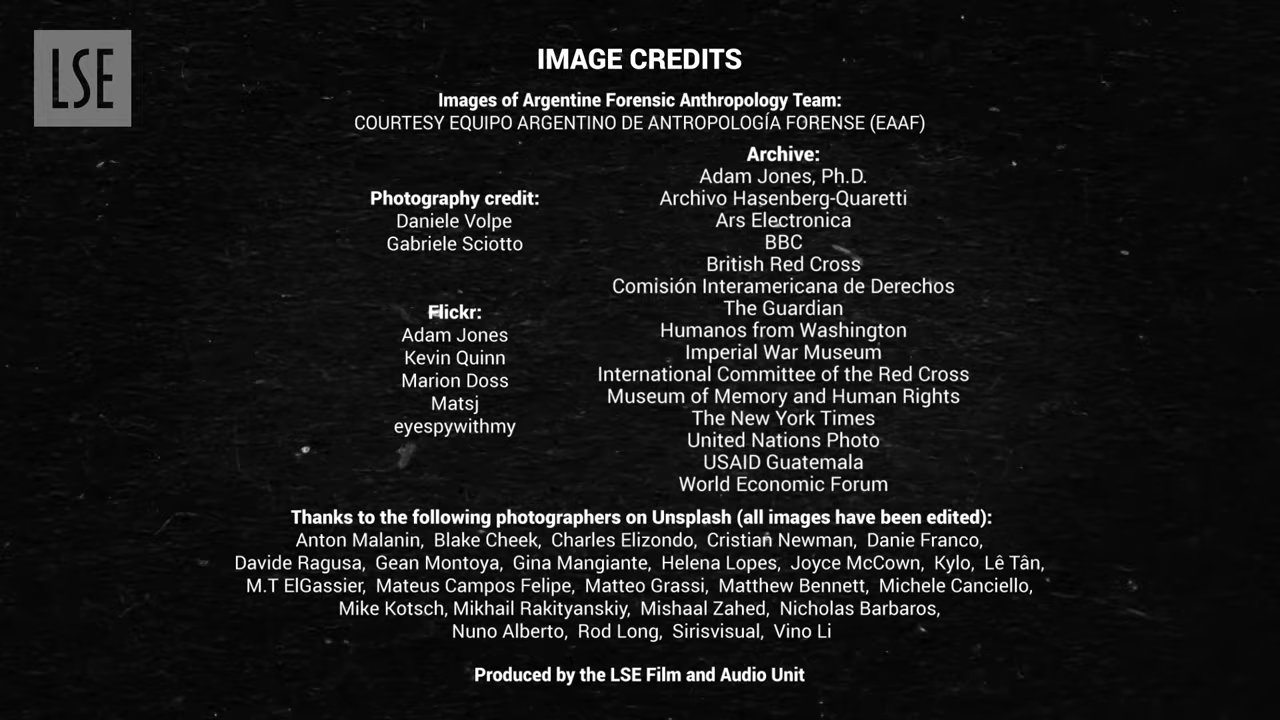 LSE
IMAGE CREDITS
Images of Argentine Forensic Anthropology Team:
COURTESY EQUIPO ARGENTINO DE ANTROPOLOGÍA FORENSE (EAAF)
Photography credit:
Daniele Volpe
Gabriele Sciotto
Flickr:
Adam Jones
Kevin Quinn
Marion Doss
Matsj
eyespywithmy
Archive:
Adam Jones, Ph.D.
Archivo Hasenberg-Quaretti
Ars Electronica
BBC
British Red Cross
Comisión Interamericana de Derechos
The Guardian
Humanos from Washington
Imperial War Museum
International Committee of the Red Cross
Museum of Memory and Human Rights
The New York Times
United Nations Photo
USAID Guatemala
World Economic Forum
Thanks to the following photographers on Unsplash (all images have been edited):
Anton Malanin, Blake Cheek, Charles Elizondo, Cristian Newman, Danie Franco,
Davide Ragusa, Gean Montoya, Gina Mangiante, Helena Lopes, Joyce McCown, Kylo, Lê Tân,
M.T ElGassier, Mateus Campos Felipe, Matteo Grassi, Matthew Bennett, Michele Canciello,
Mike Kotsch, Mikhail Rakityanskiy, Mishaal Zahed, Nicholas Barbaros,
Nuno Alberto, Rod Long, Sirisvisual, Vino Li
Produced by the LSE Film and Audio Unit